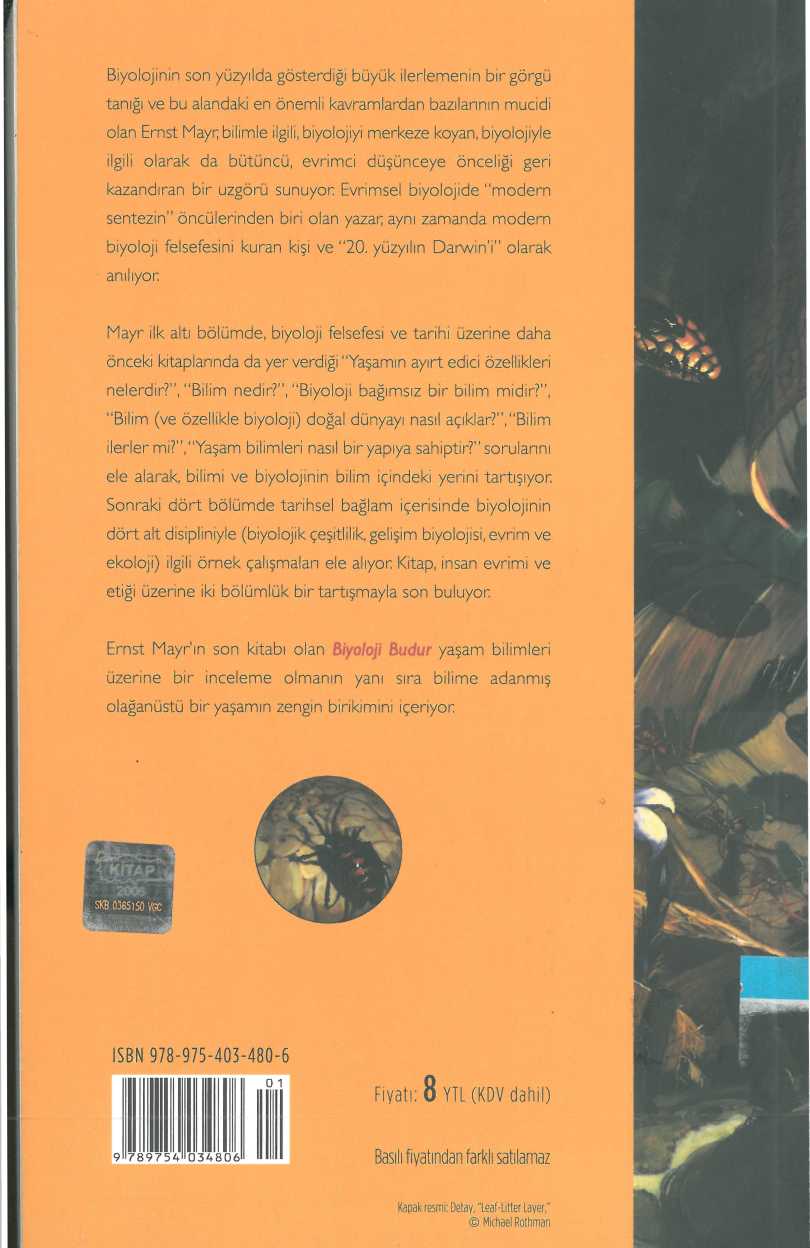 Biyolojinin son yüzyılda gösterdiği büyük ilerlemenin bir görgü
tanığı ve bu alandaki en önemli kavramlardan bazılarının mucidi
olan Ernst Mayr, bilimle ilgili, biyolojiyi merkeze koyan, biyolojiyle
ilgili olarak da bütüncü, evrimci düşünceye önceliği geri
kazandıran bir uzgörü sunuyor. Evrimsel biyolojide “modern
sentezin” öncülerinden biri olan yazar, aynı zamanda modern
biyoloji felsefesini kuran kişi ve “20. yüzyılın Darwin’i” olarak
anılıyor.
Mayr ilk altı bölümde, biyoloji felsefesi ve tarihi üzerine daha
önceki kitaplarında da yer verdiği “Yaşamın ayırt edici özellikleri
nelerdir?”, “Bilim nedir?”, “Biyoloji bağımsız bir bilim midir?”,
“Bilim (ve özellikle biyoloji) doğal dünyayı nasıl açıklar?”, “Bilim
ilerler mi?”, “Yaşam bilimleri nasıl bir yapıya sahiptir?” sorularını
ele alarak, bilimi ve biyolojinin bilim içindeki yerini tartışıyor.
Sonraki dört bölümde tarihsel bağlam içerisinde biyolojinin
dört alt disipliniyle (biyolojik çeşitlilik, gelişim biyolojisi, evrim ve
ekoloji) ilgili örnek çalışmaları ele alıyor. Kitap, insan evrimi ve
etiği üzerine iki bölümlük bir tartışmayla son buluyor.
Ernst Mayr’ın son kitabı olan Biyoloji Budur yaşam bilimleri
üzerine bir inceleme olmanın yanı sıra bilime adanmış
olağanüstü bir yaşamın zengin birikimini içeriyor.
KİTAP
2006
SKB 0365150 VGC
ISBN 978-975-403-480-6
01
9 789754 034806
Fiyatı: 8 YTL (KDV dahil)
Basılı fiyatından farklı satılamaz
Kapak resmi: Detay, “Leaf-Litter Layer,”
© Michael Rothman